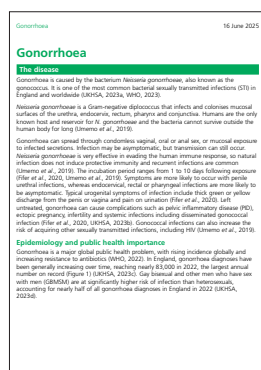 Gonorrhoea 16 June 2025
Gonorrhoea
The disease
Gonorrhoea is caused by the bacterium Neisseria gonorrhoeae, also known as the
gonococcus. It is one of the most common bacterial sexually transmitted infections (STI) in
England and worldwide (UKHSA, 2023a, WHO, 2023).
Neisseria gonorrhoeae is a Gram-negative diplococcus that infects and colonises mucosal
surfaces of the urethra, endocervix, rectum, pharynx and conjunctiva. Humans are the only
known host and reservoir for N. gonorrhoeae and the bacteria cannot survive outside the
human body for long (Umemo et al., 2019).
Gonorrhoea can spread through condomless vaginal, oral or anal sex, or mucosal exposure
to infected secretions. Infection may be asymptomatic, but transmission can still occur.
Neisseria gonorrhoeae is very effective in evading the human immune response, so natural
infection does not induce protective immunity and recurrent infections are common
(Umemo et al., 2019). The incubation period ranges from 1 to 10 days following exposure
(Fifer et al., 2020, Umemo et al., 2019). Symptoms are more likely to occur with penile
urethral infections, whereas endocervical, rectal or pharyngeal infections are more likely to
be asymptomatic. Typical urogenital symptoms of infection include thick green or yellow
discharge from the penis or vagina and pain on urination (Fifer et al., 2020). Left
untreated, gonorrhoea can cause complications such as pelvic inflammatory disease (PID),
ectopic pregnancy, infertility and systemic infections including disseminated gonococcal
infection (Fifer et al., 2020, UKHSA, 2023b). Gonococcal infections can also increase the
risk of acquiring other sexually transmitted infections, including HIV (Umemo et al., 2019).
Epidemiology and public health importance
Gonorrhoea is a major global public health problem, with rising incidence globally and
increasing resistance to antibiotics (WHO, 2022). In England, gonorrhoea diagnoses have
been generally increasing over time, reaching nearly 83,000 in 2022, the largest annual
number on record (Figure 1) (UKHSA, 2023c). Gay bisexual and other men who have sex
with men (GBMSM) are at significantly higher risk of infection than heterosexuals,
accounting for nearly half of all gonorrhoea diagnoses in England in 2022 (UKHSA,
2023d).